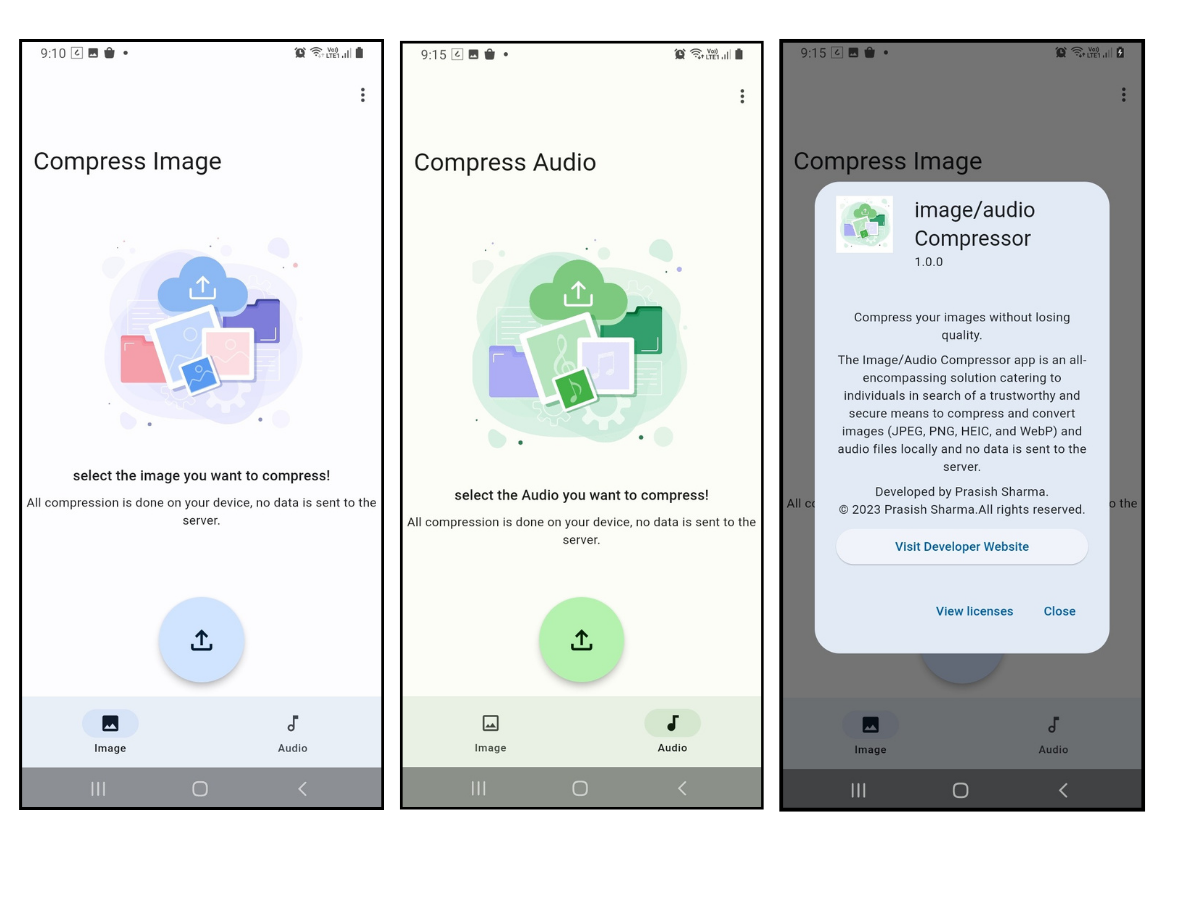 9:10
VoD
LTE1
Compress Image
select the image you want to compress!
All compression is done on your device, no data is sent to the
server.
Image
Audio
9:15
VoD
LTE1
Compress Audio
select the Audio you want to compress!
All compression is done on your device, no data is sent to the
server.
Image
Audio
9:15
VoD
LTE1
Compress Image
image/audio
Compressor
1.0.0
Compress your images without losing
quality.
The Image/Audio Compressor app is an all-
encompassing solution catering to
individuals in search of a trustworthy and
secure means to compress and convert
images (JPEG, PNG, HEIC, and WebP) and
audio files locally and no data is sent to the
server.
All co
o the
Developed by Prasish Sharma.
© 2023 Prasish Sharma.All rights reserved.
Visit Developer Website
View licenses
Close
Image
Audio